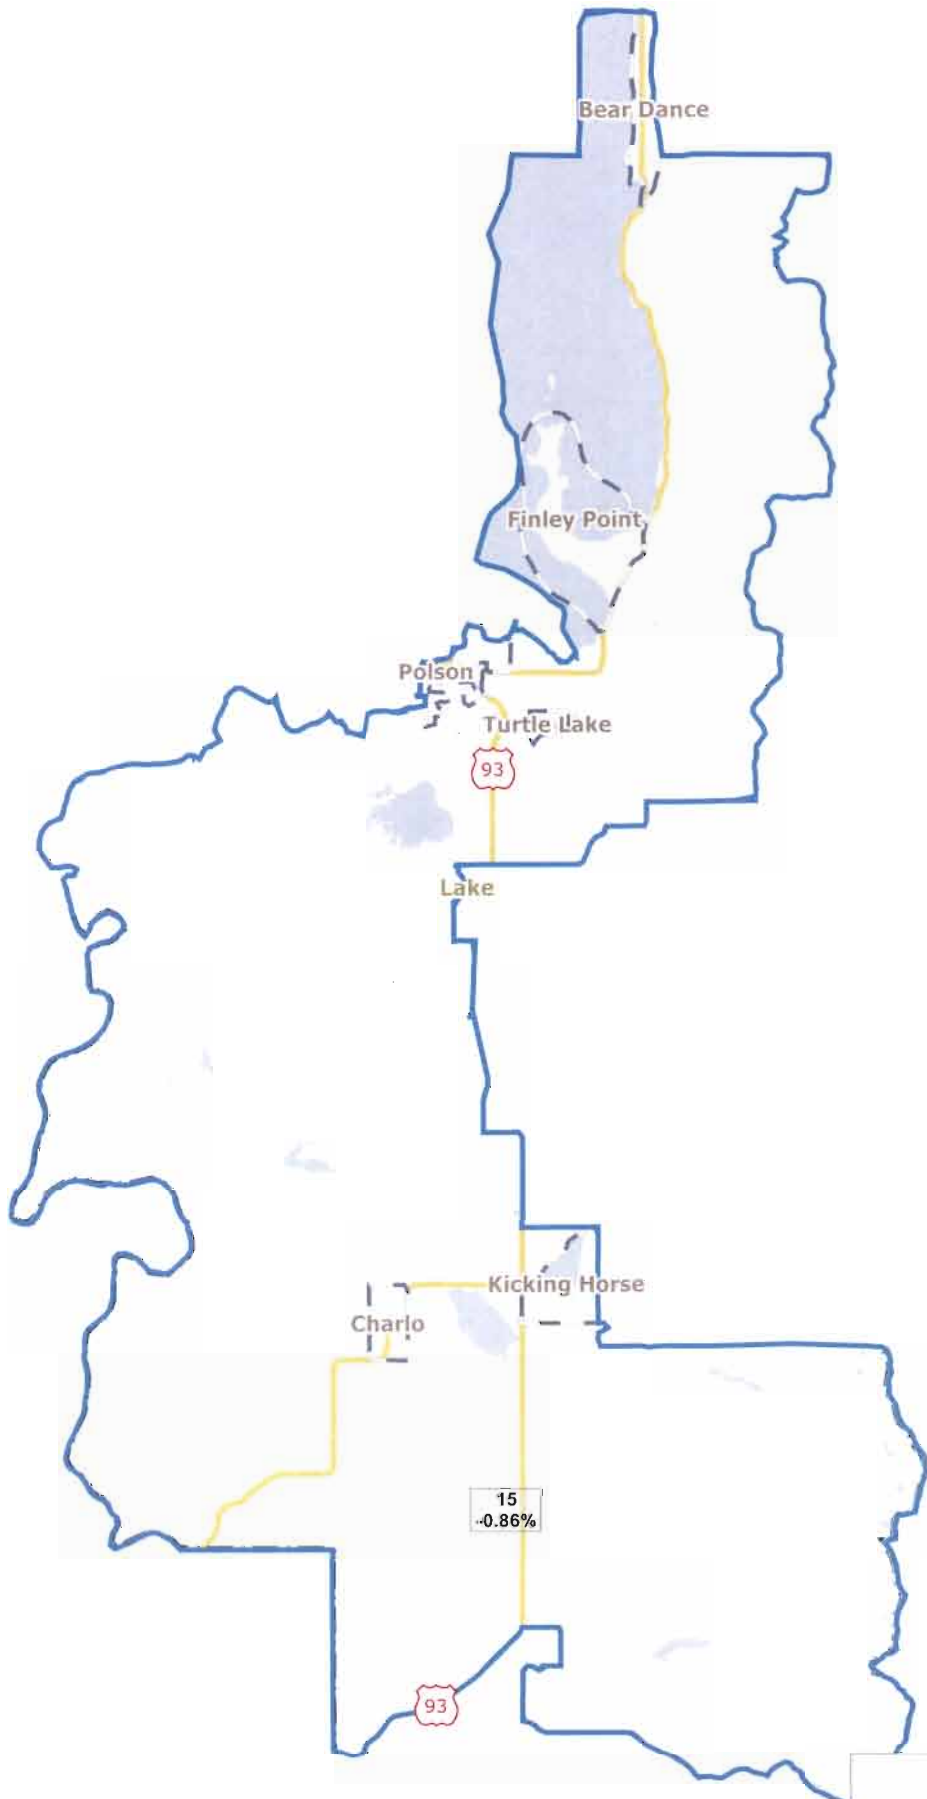 Bear Dance
Finley Point
Polson
Turtle Lake
93
Lake
Kicking Horse
Charlo
15
-0.86%
93